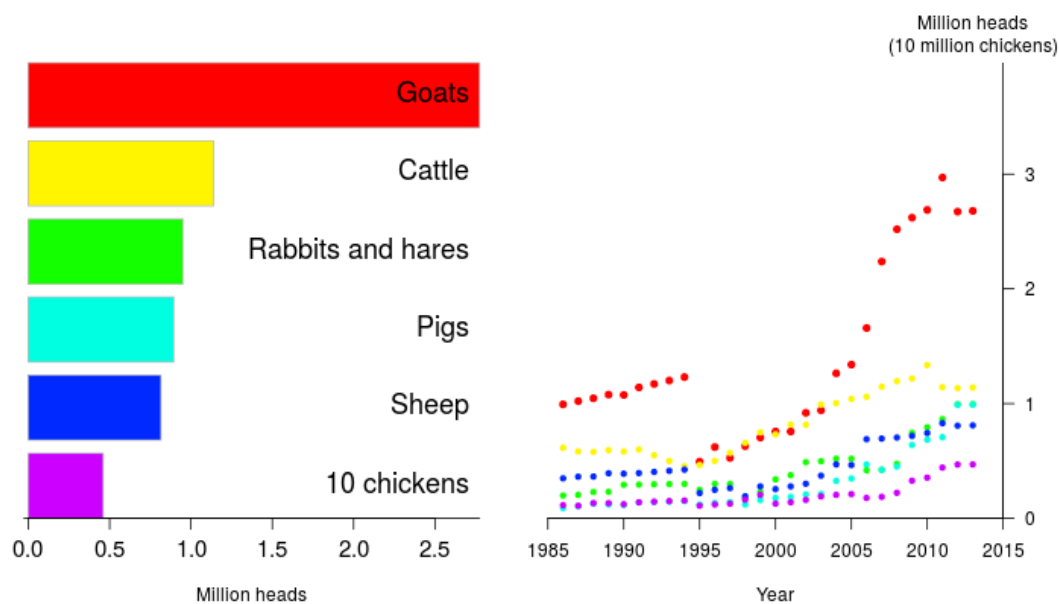 Goats
Cattle
Rabbits and hares
Pigs
Sheep
10 chickens
0.0 0.5 1.0 1.5 2.0 2.5
Million heads
Million heads
(10 million chickens)
3
2
1
0
1985 1990 1995 2000 2005 2010 2015
Year